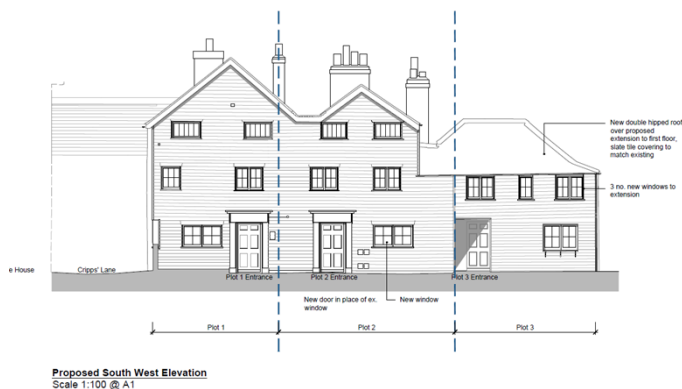 New double hipped roof
over proposed
extension to first floor,
slate tile covering to
match existing
3 no. new windows to
extension
e House
Cripps' Lane
Plot 1 Entrance
Plot 2 Entrance
Plot 3 Entrance
New door in place of ex.
window
New window
Plot 1
Plot 2
Plot 3
Proposed South West Elevation
Scale 1:100 @ A1